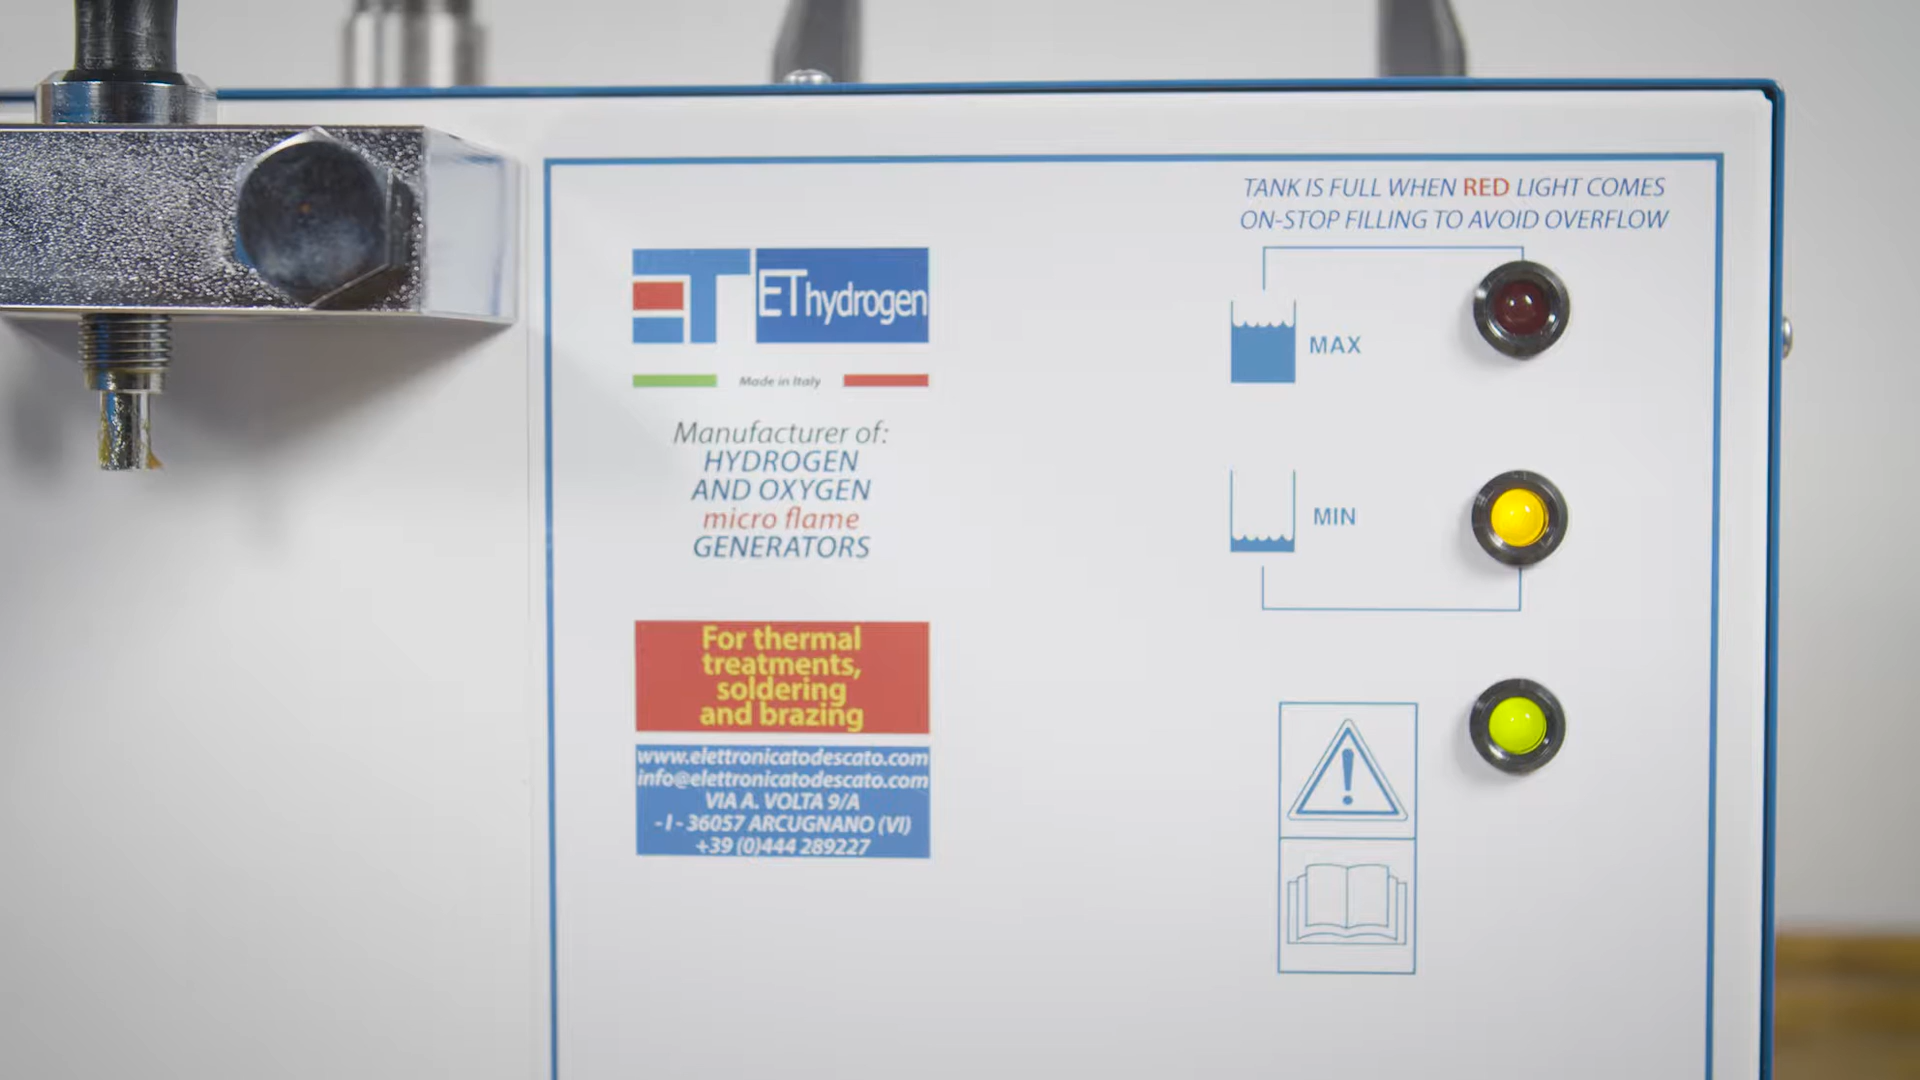 ET
EThydrogen
Made in Italy
Manufacturer of:
HYDROGEN
AND OXYGEN
micro flame
GENERATORS
For thermal
treatments,
soldering
and brazing
www.elettronicatodescato.com
info@elettronicatodescato.com
VIA A. VOLTA 9/A
- I - 36057 ARCUGNANO (VI)
+39 (0)444 289227
TANK IS FULL WHEN RED LIGHT COMES
ON-STOP FILLING TO AVOID OVERFLOW
MAX
MIN